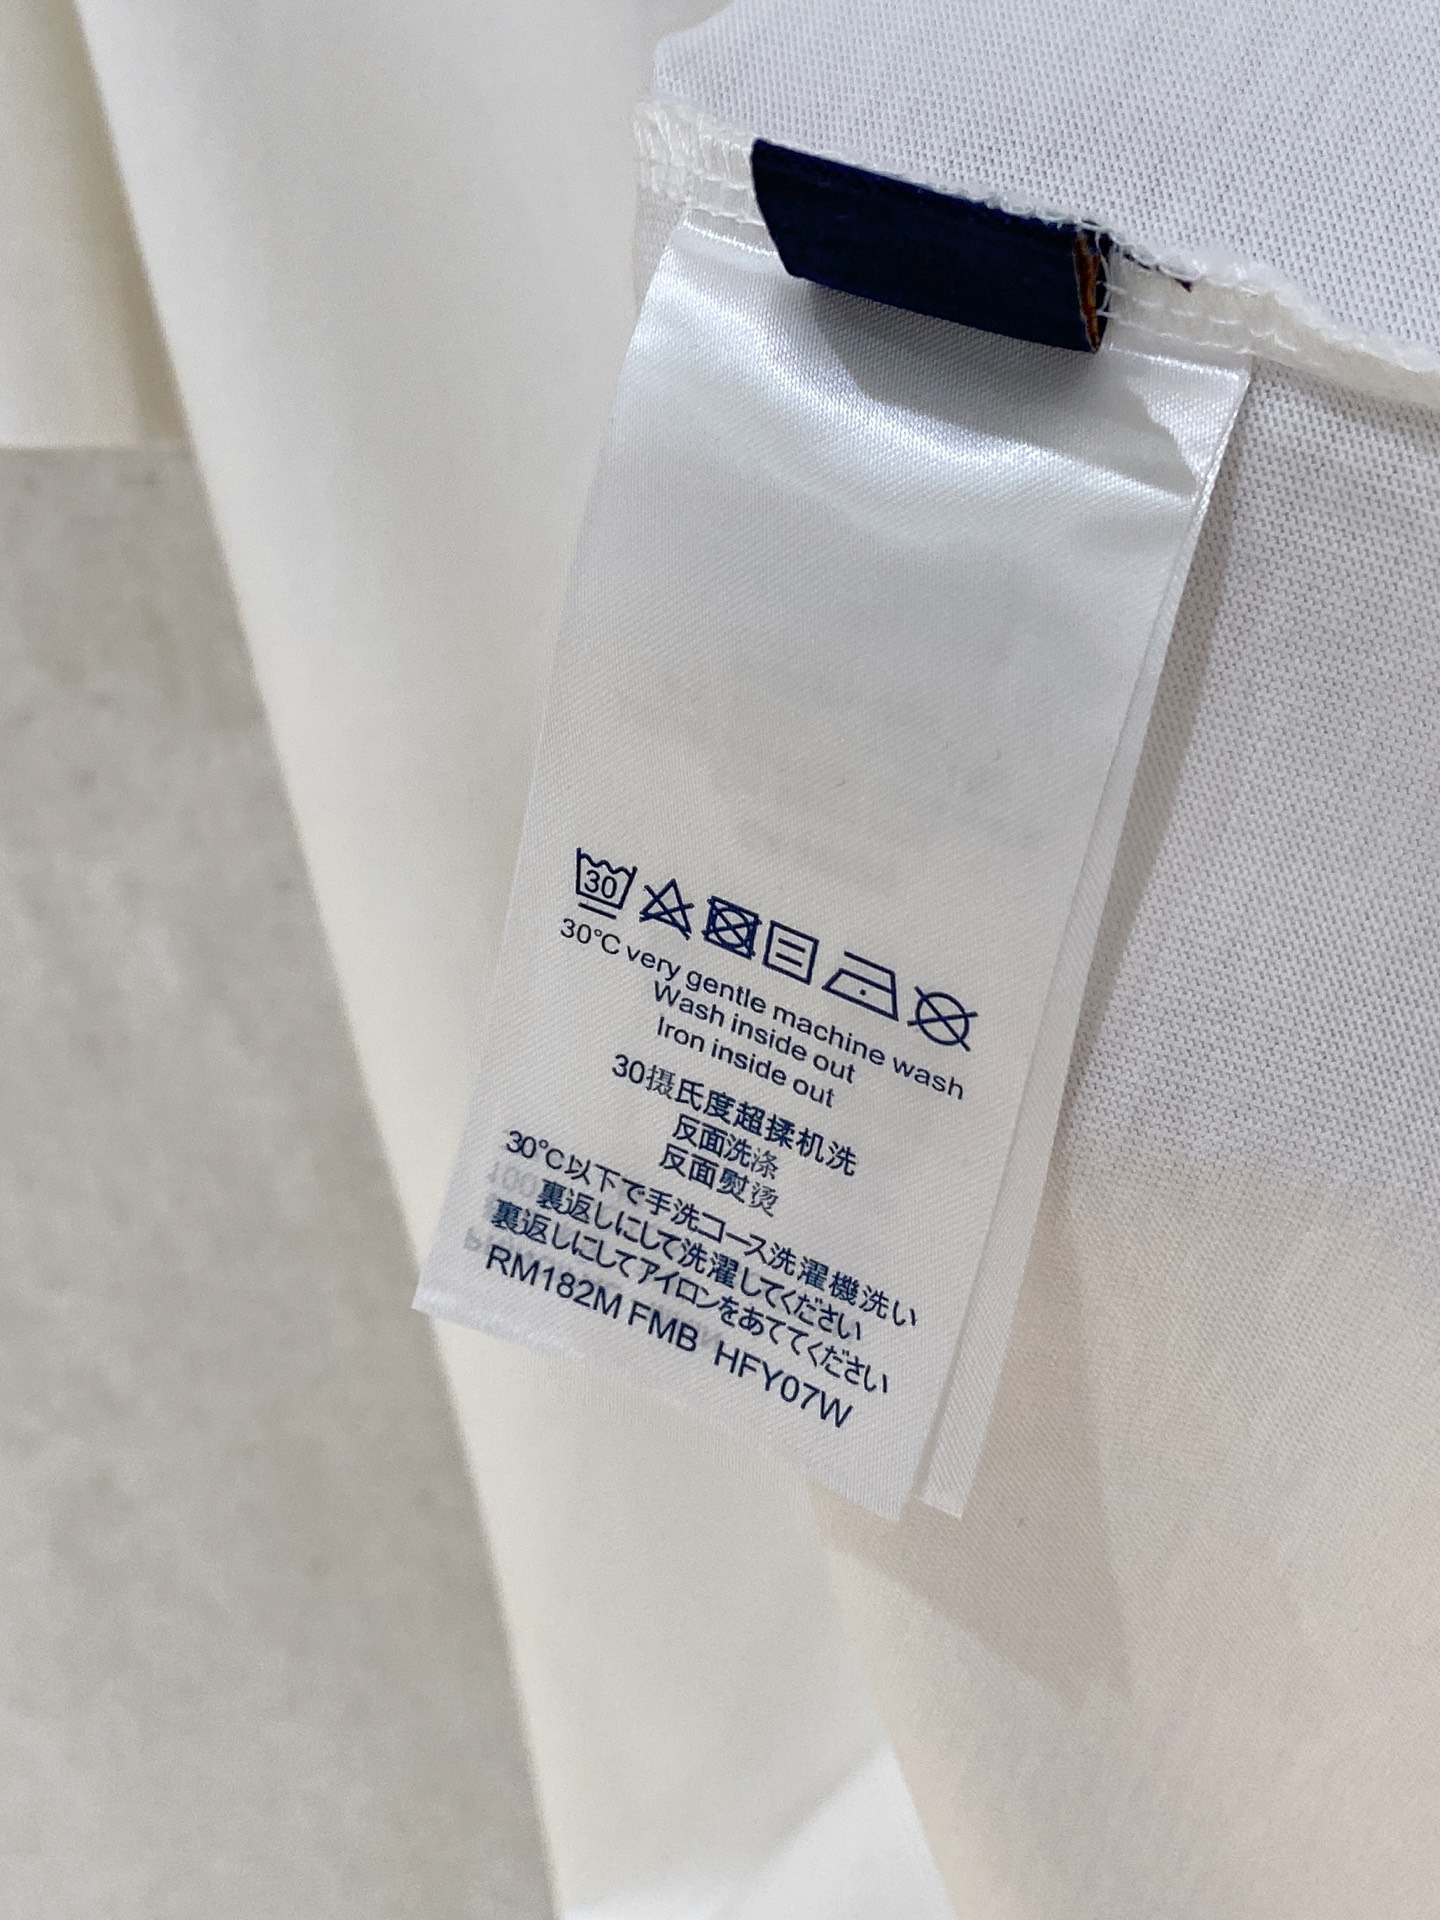 30
30°C very gentle machine wash
Wash inside out
Iron inside out
30摄氏度超揉机洗
反面洗涤
反面熨烫
30°C以下で手洗コース洗濯機洗い
裏返しにして洗濯してください
裏返しにしてアイロンをあててください
RM182M FMB HFY07W